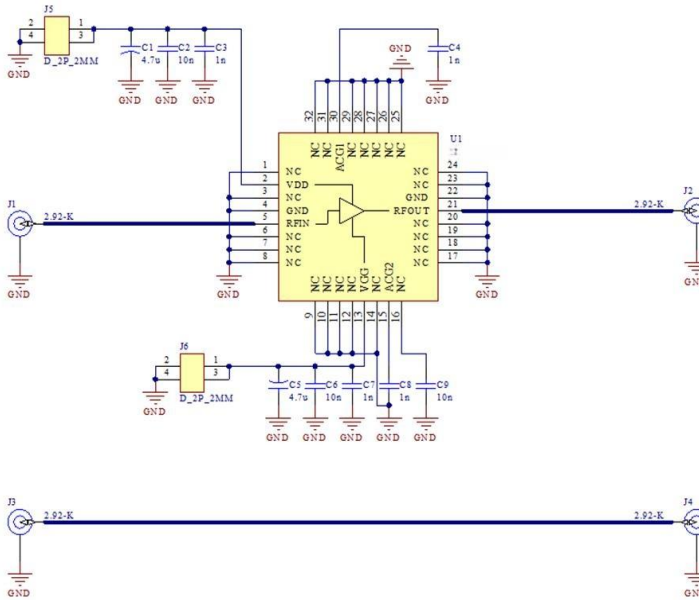 J5
2 1
4 3
GND
D_2P_2MM
C1
4.7u
C2
10n
C3
1n
GND
GND
GND
GND
C4
1n
GND
32 31 30 29 28 27 26 25
NC NC ACG1 NC NC NC NC NC
U1
1 NC
2 VDD
3 NC
4 GND
5 RFIN
6 NC
7 NC
8 NC
NC 24
NC 23
GND 22
RFOUT 21
NC 20
NC 19
NC 18
NC 17
J1
2.92-K
GND
J2
2.92-K
GND
GND
GND
NC NC NC NC VGG NC ACG2 NC
9 10 11 12 13 14 15 16
J6
2 1
4 3
GND
D_2P_2MM
C5
4.7u
C6
10n
C7
1n
C8
1n
C9
10n
GND
GND
GND
GND
GND
J3
2.92-K
GND
J4
2.92-K
GND